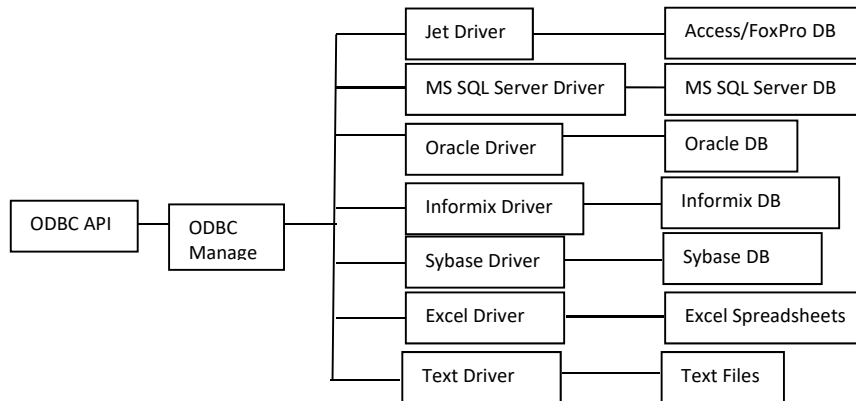 Jet Driver
Access/FoxPro DB
MS SQL Server Driver
MS SQL Server DB
Oracle Driver
Oracle DB
ODBC API
ODBC
Manage
Informix Driver
Informix DB
Sybase Driver
Sybase DB
Excel Driver
Excel Spreadsheets
Text Driver
Text Files